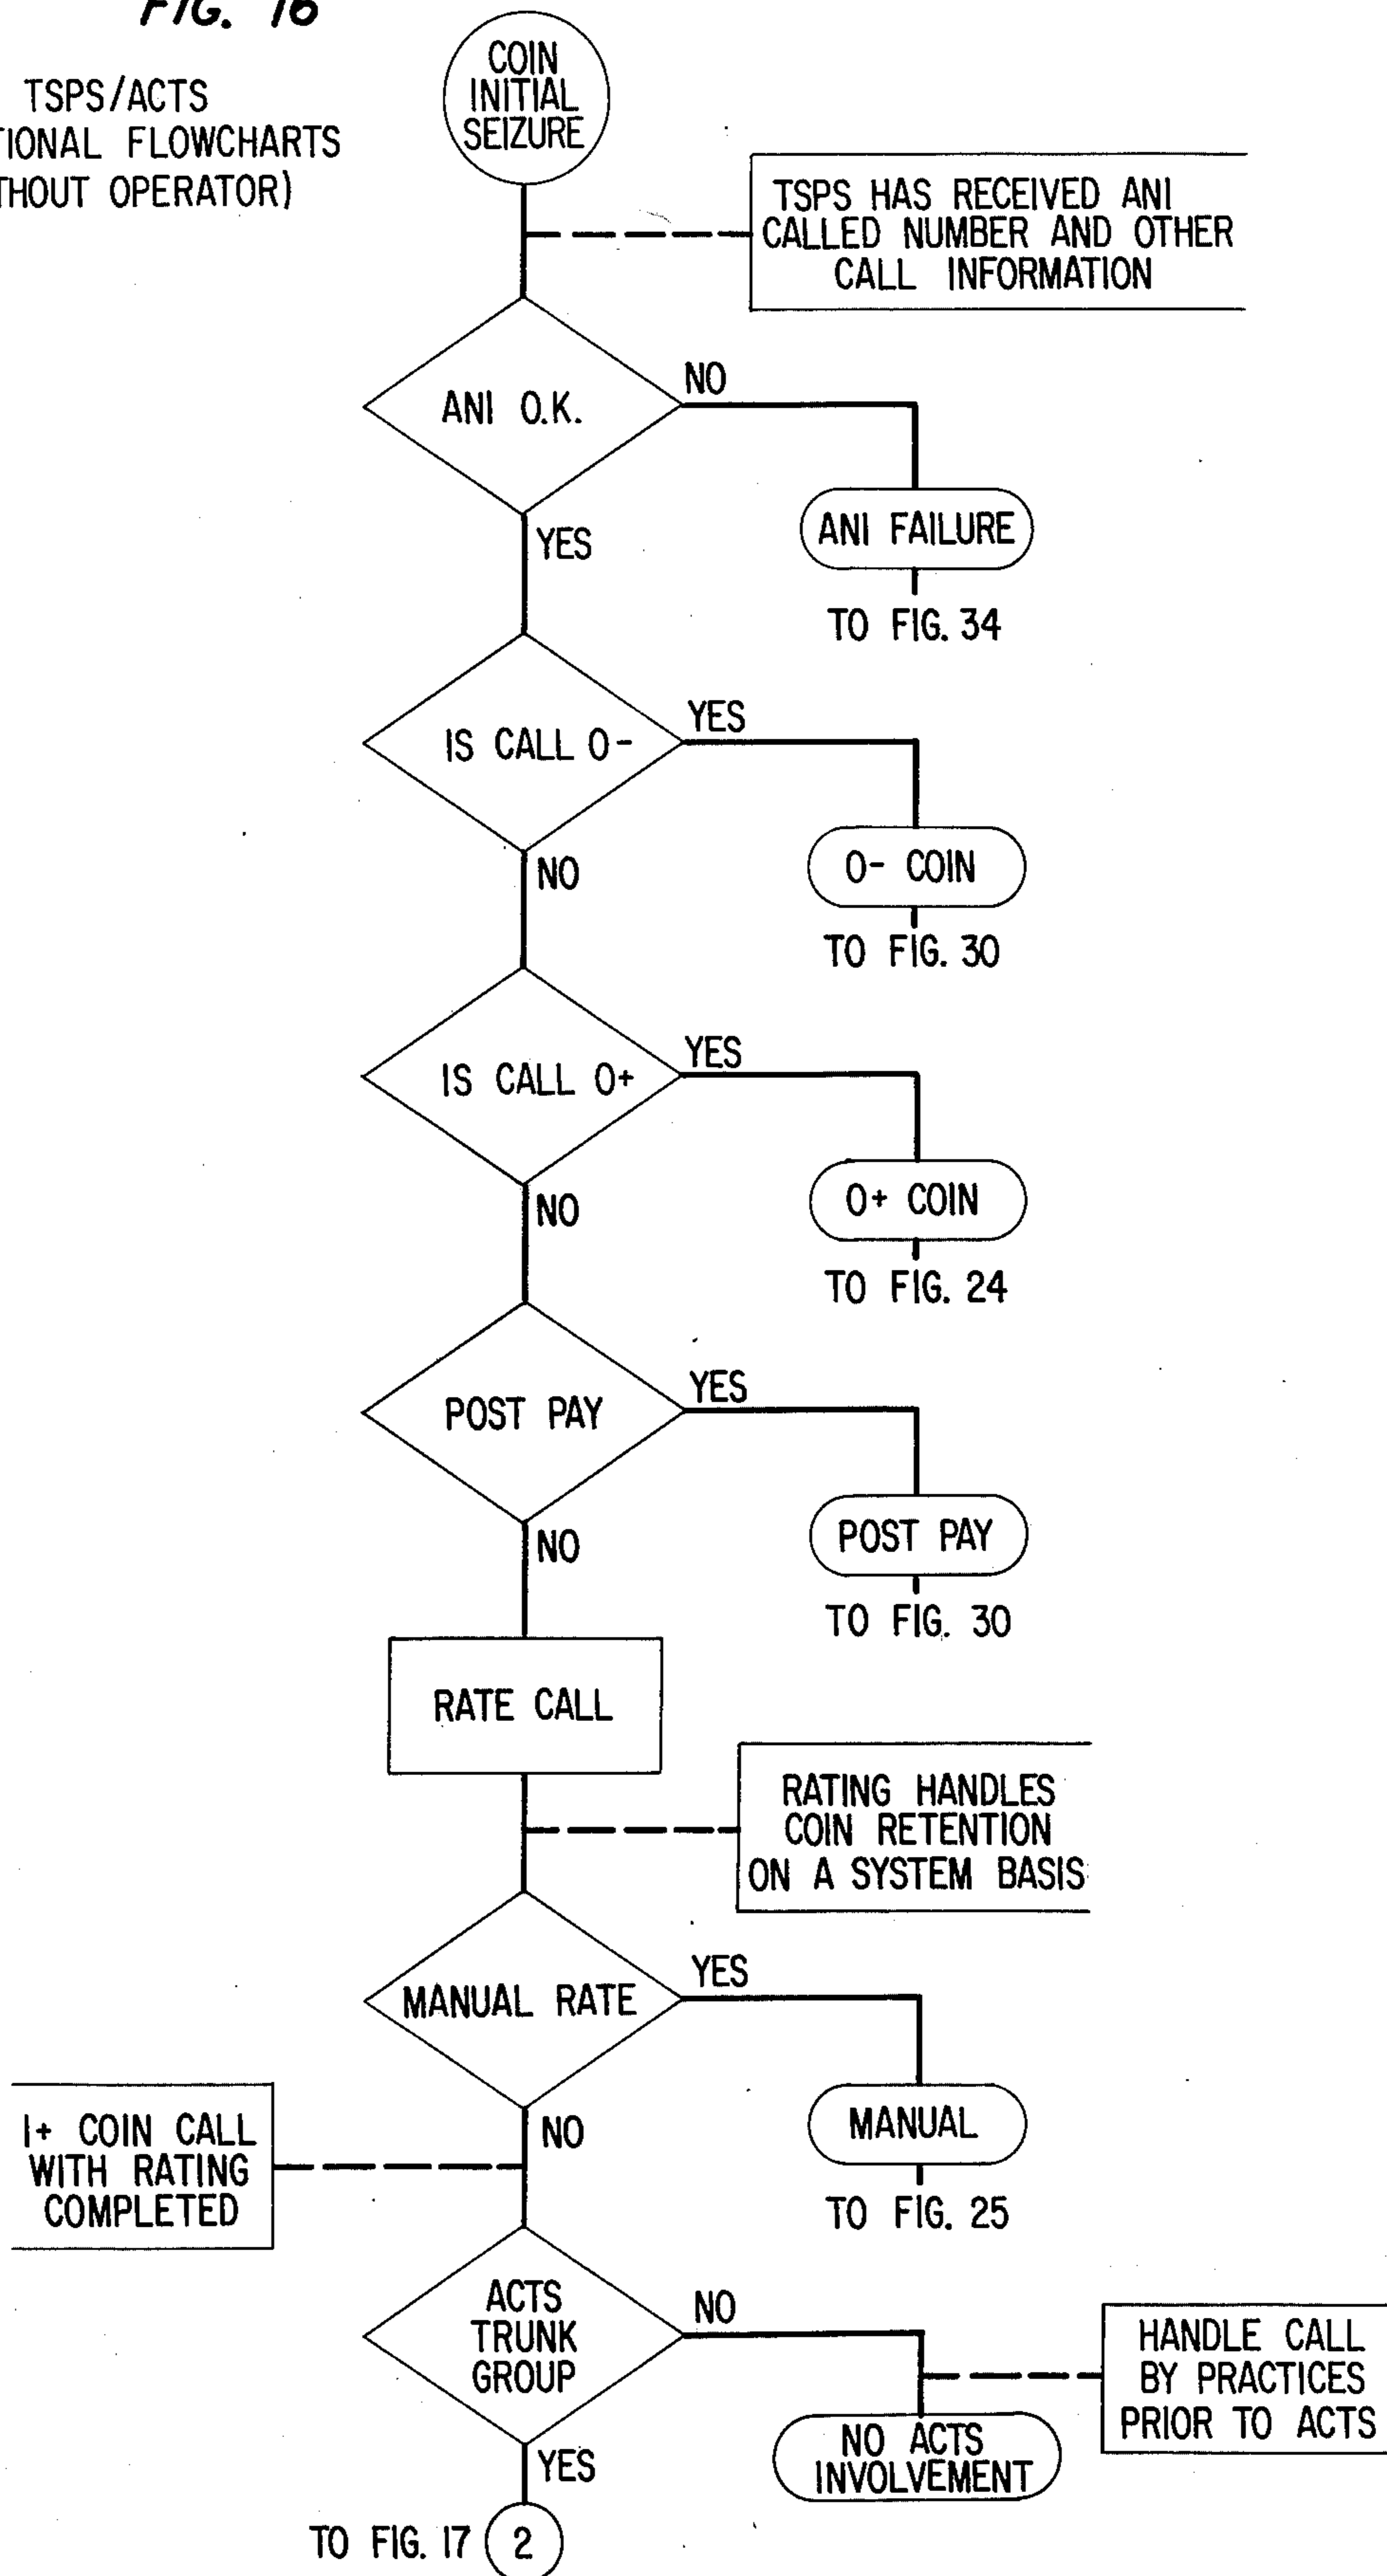 FIG. 16
TSPS/ACTS
TIONAL FLOWCHARTS
THOUT OPERATOR)
COIN
INITIAL
SEIZURE
TSPS HAS RECEIVED ANI
CALLED NUMBER AND OTHER
CALL INFORMATION
ANI O.K.
NO
ANI FAILURE
TO FIG. 34
YES
IS CALL 0-
YES
0- COIN
TO FIG. 30
NO
IS CALL 0+
YES
0+ COIN
TO FIG. 24
NO
POST PAY
YES
POST PAY
TO FIG. 30
NO
RATE CALL
RATING HANDLES
COIN RETENTION
ON A SYSTEM BASIS
MANUAL RATE
YES
MANUAL
TO FIG. 25
NO
1+ COIN CALL
WITH RATING
COMPLETED
ACTS
TRUNK
GROUP
NO
HANDLE CALL
BY PRACTICES
PRIOR TO ACTS
NO ACTS
INVOLVEMENT
YES
TO FIG. 17 2